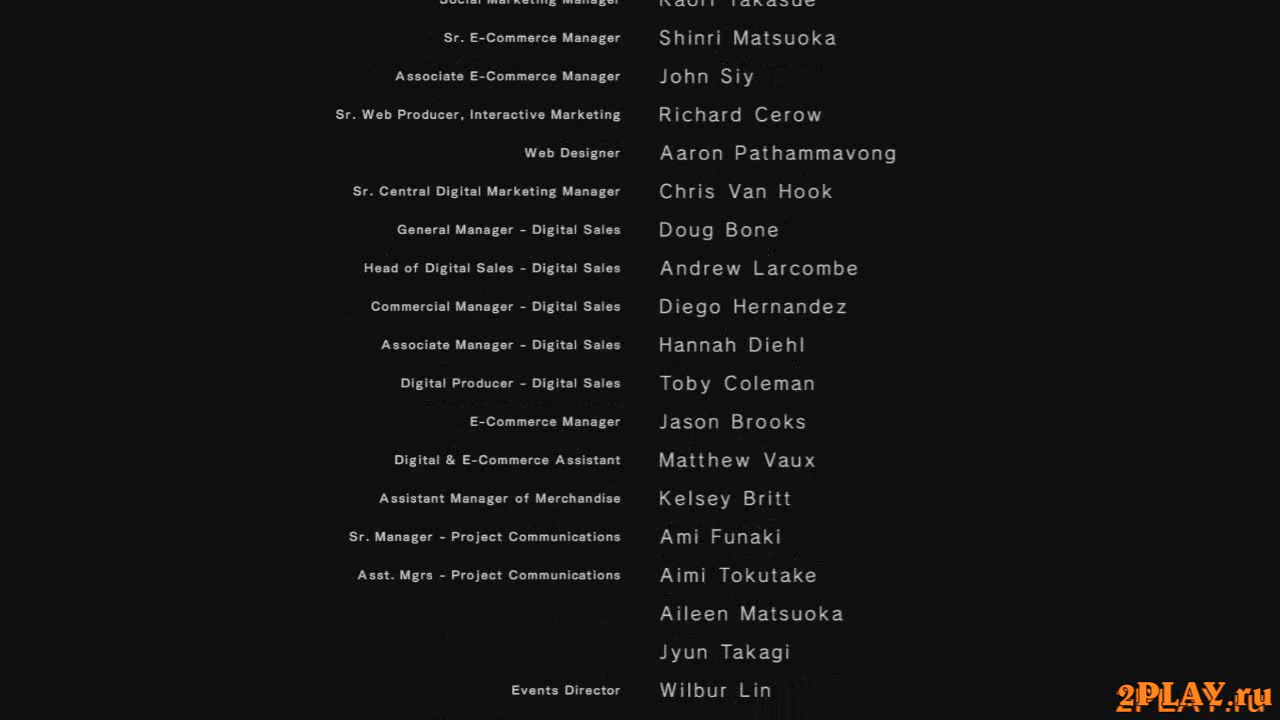 Social Marketing Manager Kaori Takasue
Sr. E-Commerce Manager Shinri Matsuoka
Associate E-Commerce Manager John Siy
Sr. Web Producer, Interactive Marketing Richard Cerow
Web Designer Aaron Pathammavong
Sr. Central Digital Marketing Manager Chris Van Hook
General Manager - Digital Sales Doug Bone
Head of Digital Sales - Digital Sales Andrew Larcombe
Commercial Manager - Digital Sales Diego Hernandez
Associate Manager - Digital Sales Hannah Diehl
Digital Producer - Digital Sales Toby Coleman
E-Commerce Manager Jason Brooks
Digital & E-Commerce Assistant Matthew Vaux
Assistant Manager of Merchandise Kelsey Britt
Sr. Manager - Project Communications Ami Funaki
Asst. Mgrs - Project Communications Aimi Tokutake
Aileen Matsuoka
Jyun Takagi
Events Director Wilbur Lin
2PLAY.ru